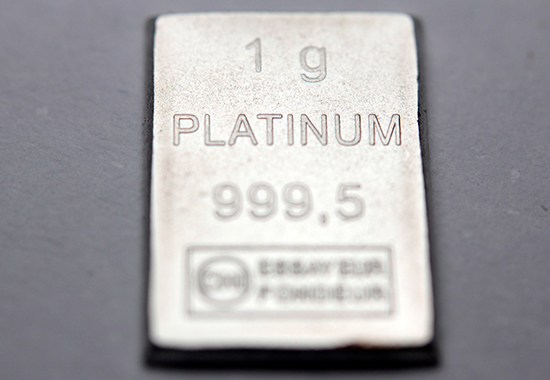 1 g
PLATINUM
999,5
ESSAYEUR
FONDEUR